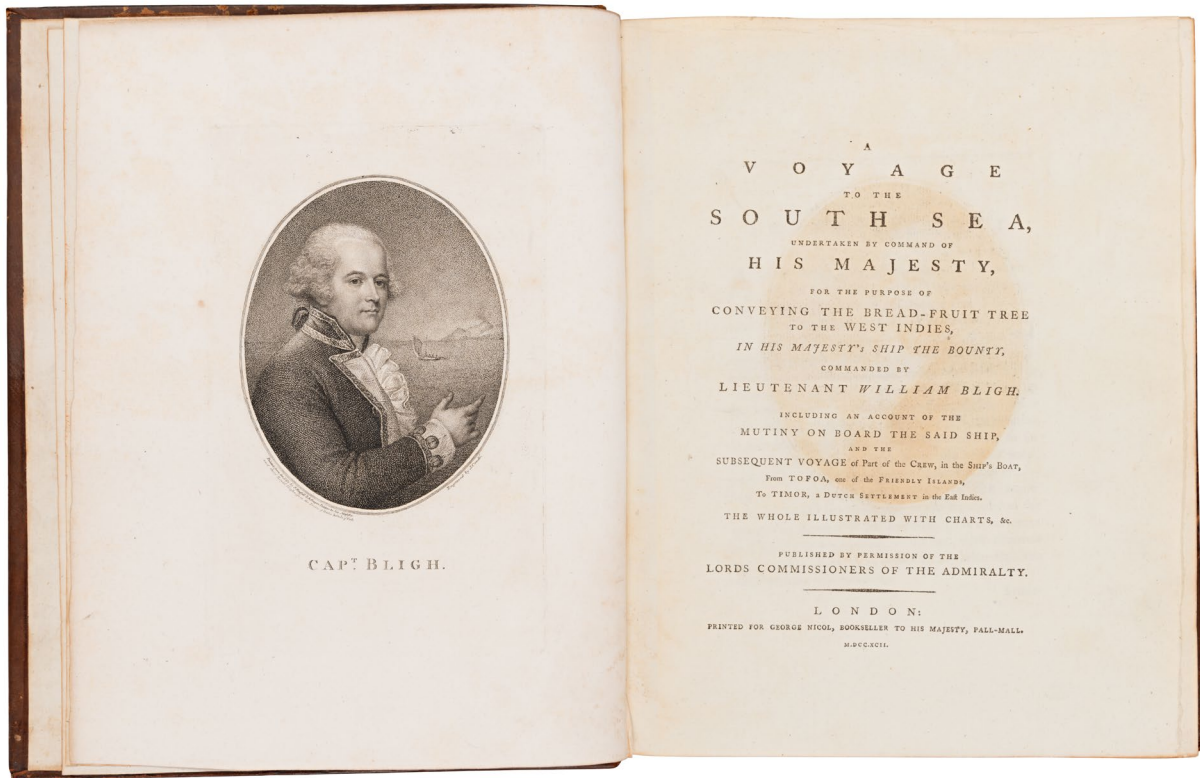 CAPᵀ. BLIGH.
A
VOYAGE
TO THE
SOUTH SEA,
UNDERTAKEN BY COMMAND OF
HIS MAJESTY,
FOR THE PURPOSE OF
CONVEYING THE BREAD-FRUIT TREE
TO THE WEST INDIES,
IN HIS MAJESTY's SHIP THE BOUNTY,
COMMANDED BY
LIEUTENANT WILLIAM BLIGH.
INCLUDING AN ACCOUNT OF THE
MUTINY ON BOARD THE SAID SHIP,
AND THE
SUBSEQUENT VOYAGE of Part of the CREW, in the SHIP'S BOAT,
From TOFOA, one of the FRIENDLY ISLANDS,
To TIMOR, a DUTCH SETTLEMENT in the East Indies.
THE WHOLE ILLUSTRATED WITH CHARTS, &c.
PUBLISHED BY PERMISSION OF THE
LORDS COMMISSIONERS OF THE ADMIRALTY.
LONDON:
PRINTED FOR GEORGE NICOL, BOOKSELLER TO HIS MAJESTY, PALL-MALL.
M.DCC.XCII.